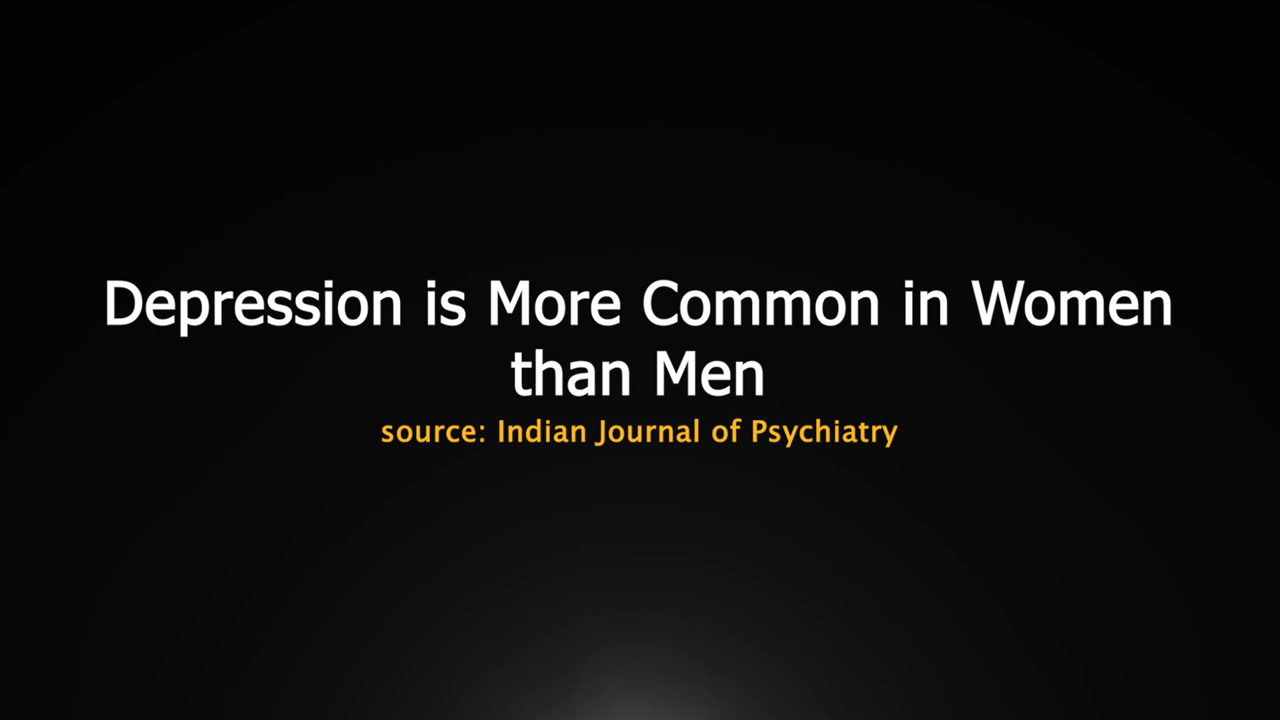 Depression is More Common in Women
than Men
source: Indian Journal of Psychiatry